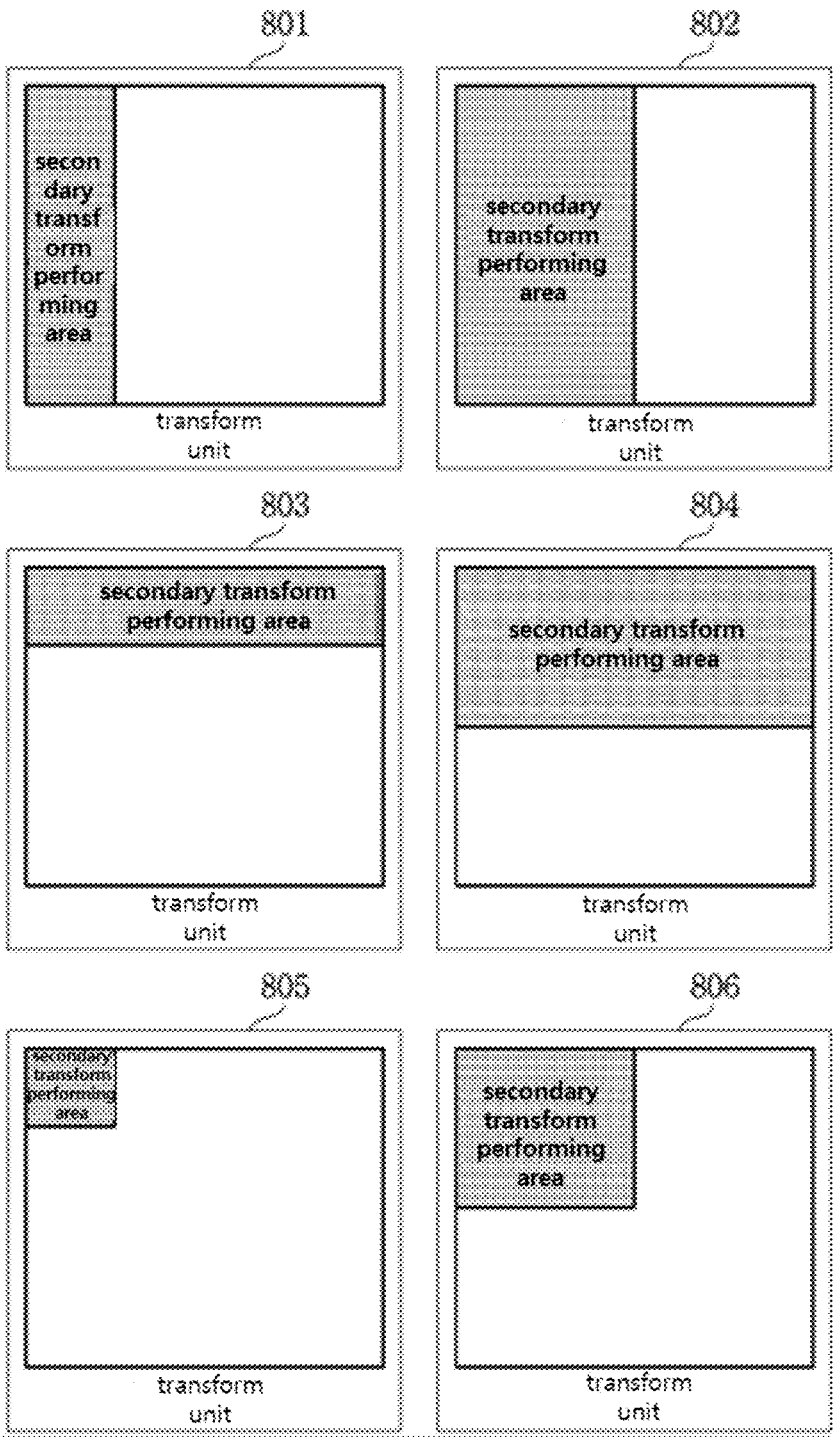 801
secon
dary
transf
orm
perfor
ming
area
transform
unit
802
secondary
transform
performing
area
transform
unit
803
secondary transform
performing area
transform
unit
804
secondary transform
performing area
transform
unit
805
secondary
transform
performing
area
transform
unit
806
secondary
transform
performing
area
transform
unit